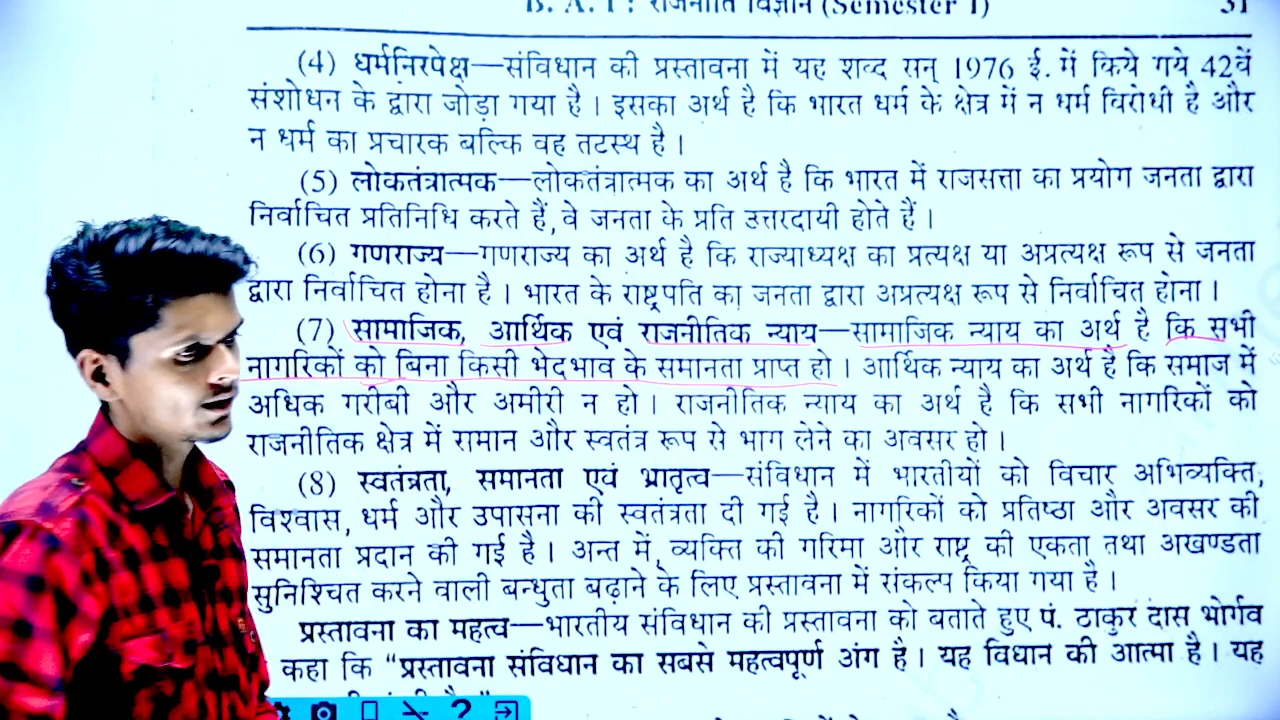 B. A. I : राजनीति विज्ञान (Semester I) 31
(4) धर्मनिरपेक्ष—संविधान की प्रस्तावना में यह शब्द सन् 1976 ई. में किये गये 42वें
संशोधन के द्वारा जोड़ा गया है। इसका अर्थ है कि भारत धर्म के क्षेत्र में न धर्म विरोधी है और
न धर्म का प्रचारक बल्कि वह तटस्थ है।
(5) लोकतंत्रात्मक—लोकतंत्रात्मक का अर्थ है कि भारत में राजसत्ता का प्रयोग जनता द्वारा
निर्वाचित प्रतिनिधि करते हैं, वे जनता के प्रति उत्तरदायी होते हैं।
(6) गणराज्य—गणराज्य का अर्थ है कि राज्याध्यक्ष का प्रत्यक्ष या अप्रत्यक्ष रूप से जनता
द्वारा निर्वाचित होना है। भारत के राष्ट्रपति का जनता द्वारा अप्रत्यक्ष रूप से निर्वाचित होना।
(7) सामाजिक, आर्थिक एवं राजनीतिक न्याय—सामाजिक न्याय का अर्थ है कि सभी
नागरिकों को बिना किसी भेदभाव के समानता प्राप्त हो। आर्थिक न्याय का अर्थ है कि समाज में
अधिक गरीबी और अमीरी न हो। राजनीतिक न्याय का अर्थ है कि सभी नागरिकों को
राजनीतिक क्षेत्र में समान और स्वतंत्र रूप से भाग लेने का अवसर हो।
(8) स्वतंत्रता, समानता एवं भ्रातृत्व—संविधान में भारतीयों को विचार अभिव्यक्ति,
विश्वास, धर्म और उपासना की स्वतंत्रता दी गई है। नागरिकों को प्रतिष्ठा और अवसर की
समानता प्रदान की गई है। अन्त में, व्यक्ति की गरिमा और राष्ट्र की एकता तथा अखण्डता
सुनिश्चित करने वाली बन्धुता बढ़ाने के लिए प्रस्तावना में संकल्प किया गया है।
प्रस्तावना का महत्व—भारतीय संविधान की प्रस्तावना को बताते हुए पं. ठाकुर दास भोर्गव
कहा कि “प्रस्तावना संविधान का सबसे महत्वपूर्ण अंग है। यह विधान की आत्मा है। यह